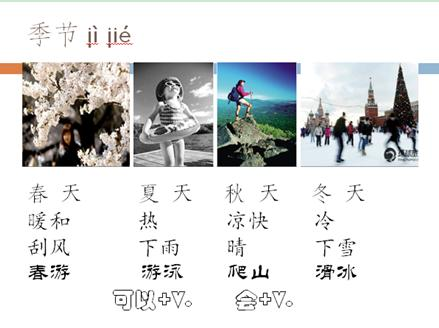 季节 jì jié
春 天 夏 天 秋 天 冬 天
暖和 热 凉快 冷
刮风 下雨 晴 下雪
春游 游泳 爬山 滑冰
可以+V。 会+V。